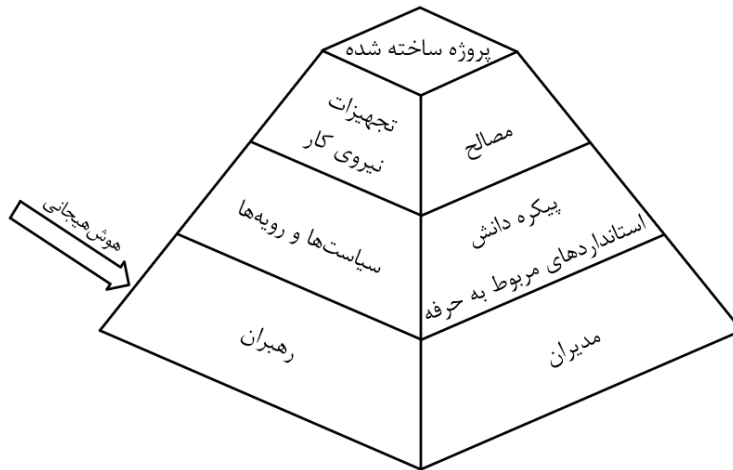 پروژه ساخته شده
مصالح
تجهیزات
نیروی کار
پیکره دانش
استانداردهای مربوط به حرفه
سیاست‌ها و رویه‌ها
هوش‌هیجانی
مدیران
رهبران